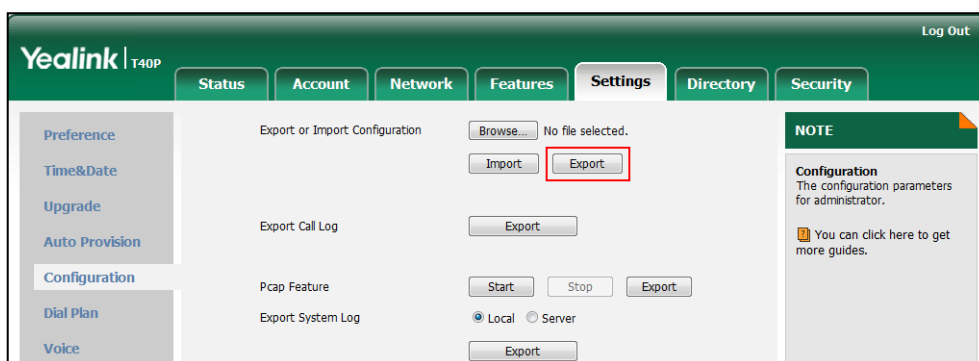 Log Out
Yealink | T40P
Status Account Network Features Settings Directory Security
Preference
Time&Date
Upgrade
Auto Provision
Configuration
Dial Plan
Voice
Export or Import Configuration Browse... No file selected.
Import Export
Export Call Log Export
Pcap Feature Start Stop Export
Export System Log Local Server
Export
NOTE
Configuration
The configuration parameters
for administrator.
? You can click here to get
more guides.